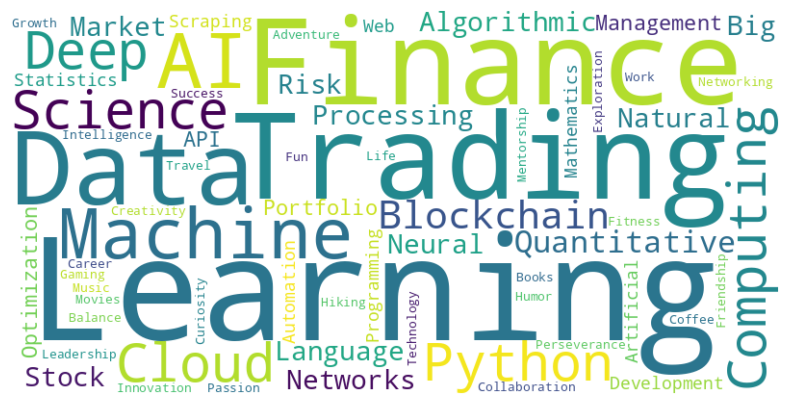 Growth
Market
Scraping
Adventure
Web
Algorithmic
Management
Big
Deep
AI
Finance
Statistics
Success
Risk
Exploration
Work
Networking
Science
Intelligence
API
Processing
Mathematics
Natural
Data
Trading
Travel
Fun
Life
Mentorship
Computing
Creativity
Portfolio
Blockchain
Fitness
Machine
Neural
Quantitative
Optimization
Career
Gaming
Music
Movies
Balance
Learning
Curiosity
Automation
Hiking
Programming
Technology
Books
Humor
Artificial
Coffee
Friendship
Leadership
Cloud
Language
Python
Perseverance
Stock
Innovation
Passion
Networks
Collaboration
Development